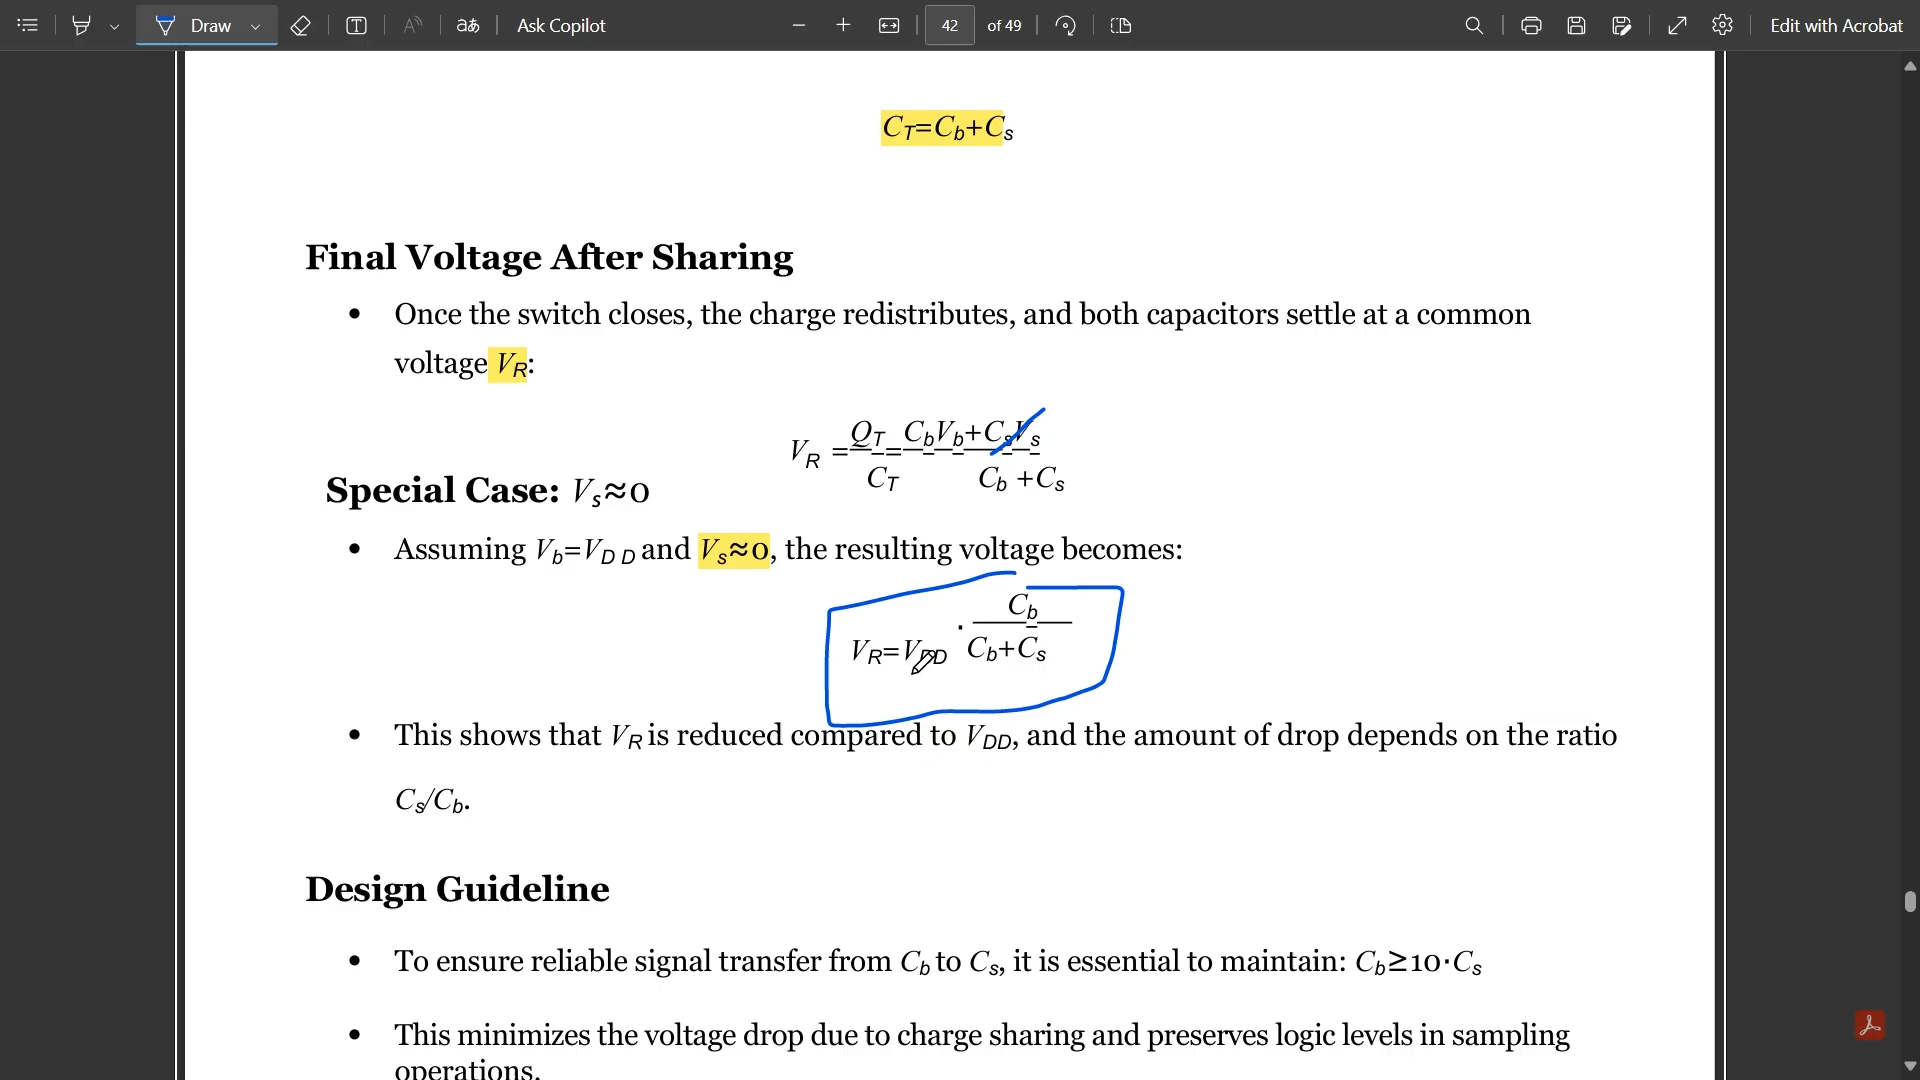 Draw aあ Ask Copilot 42 of 49 Edit with Acrobat
CT=Cb+Cs
Final Voltage After Sharing
• Once the switch closes, the charge redistributes, and both capacitors settle at a common
voltage VR:
VR = QT/CT = CbVb+CsVs/Cb+Cs
Special Case: Vs≈0
• Assuming Vb=VDD and Vs≈0, the resulting voltage becomes:
VR=VDD · Cb/Cb+Cs
• This shows that VR is reduced compared to VDD, and the amount of drop depends on the ratio
Cs/Cb.
Design Guideline
• To ensure reliable signal transfer from Cb to Cs, it is essential to maintain: Cb≥10·Cs
• This minimizes the voltage drop due to charge sharing and preserves logic levels in sampling
operations.